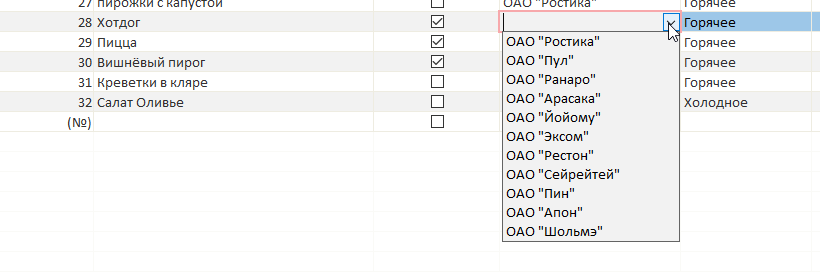 27 пирожки с капустой ОАО "Ростика" Горячее
28 Хотдог Горячее
29 Пицца Горячее
30 Вишнёвый пирог Горячее
31 Креветки в кляре Горячее
32 Салат Оливье Холодное
(№)
ОАО "Ростика"
ОАО "Пул"
ОАО "Ранаро"
ОАО "Арасака"
ОАО "Йойому"
ОАО "Эксом"
ОАО "Рестон"
ОАО "Сейрейтей"
ОАО "Пин"
ОАО "Апон"
ОАО "Шольмэ"